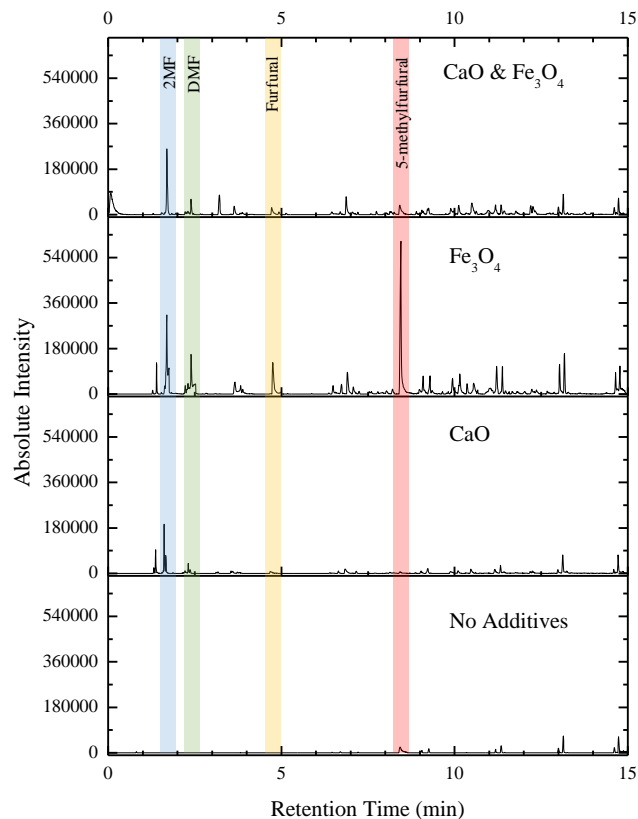 0 5 10 15
540000
360000
180000
0
2MF
DMF
Furfural
5-methylfurfural
CaO & Fe₃O₄
540000
360000
180000
0
Fe₃O₄
540000
360000
180000
0
CaO
540000
360000
180000
0
No Additives
0 5 10 15
Absolute Intensity
Retention Time (min)